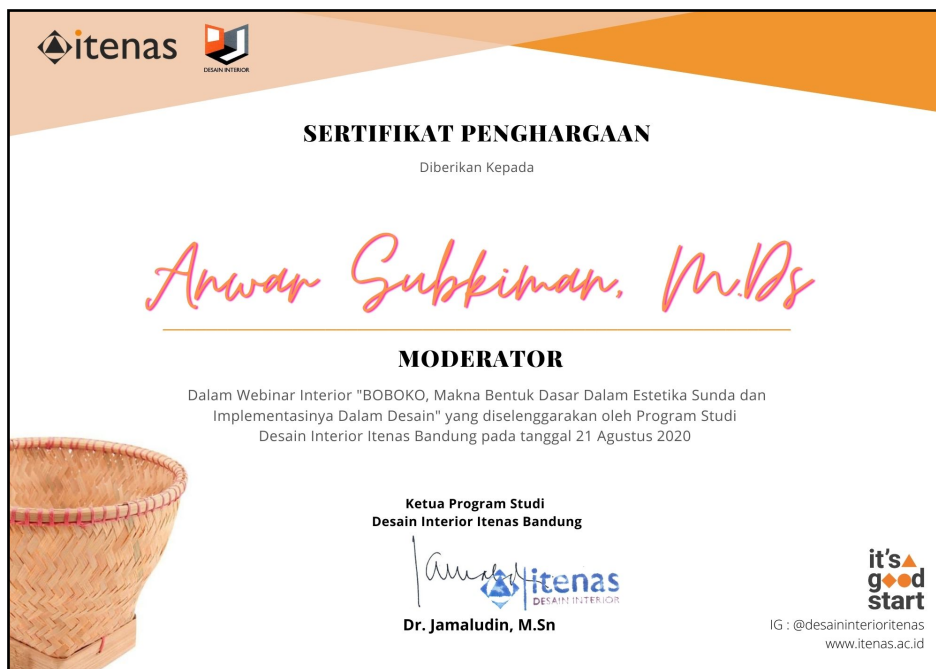 itenas
DESAIN INTERIOR
SERTIFIKAT PENGHARGAAN
Diberikan Kepada
Anwar Subkiman, M.Ds
MODERATOR
Dalam Webinar Interior "BOBOKO, Makna Bentuk Dasar Dalam Estetika Sunda dan
Implementasinya Dalam Desain" yang diselenggarakan oleh Program Studi
Desain Interior Itenas Bandung pada tanggal 21 Agustus 2020
Ketua Program Studi
Desain Interior Itenas Bandung
itenas
DESAIN INTERIOR
Dr. Jamaludin, M.Sn
it's
good
start
IG : @desaininterioritenas
www.itenas.ac.id